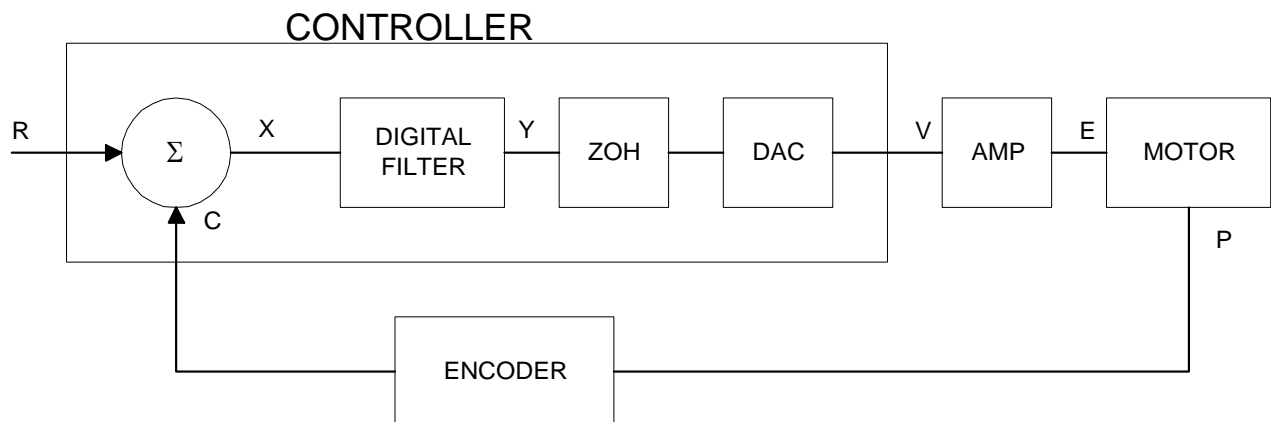 CONTROLLER
R
Σ
X
DIGITAL
FILTER
Y
ZOH
DAC
V
AMP
E
MOTOR
C
P
ENCODER